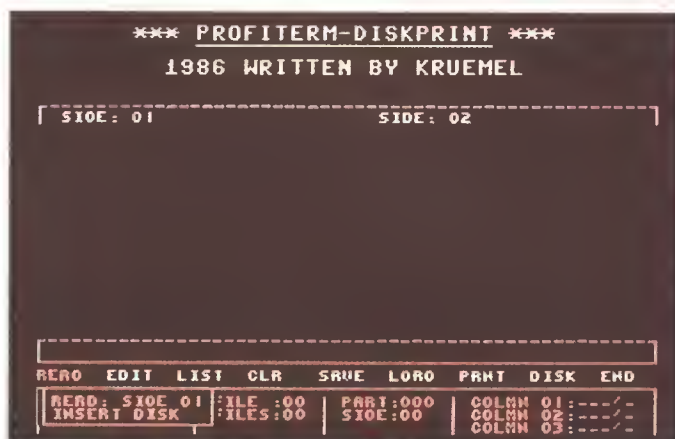 *** PROFITERM-DISKPRINT ***
1986 WRITTEN BY KRUEMEL
SIDE: 01 SIDE: 02
READ EDIT LIST CLR SAVE LOAD PRNT DISK END
READ: SIDE 01 ILE :00 PART:000 COLMN 01:---/-
INSERT DISK ILES:00 SIDE:00 COLMN 02:---/-
COLMN 03:---/-